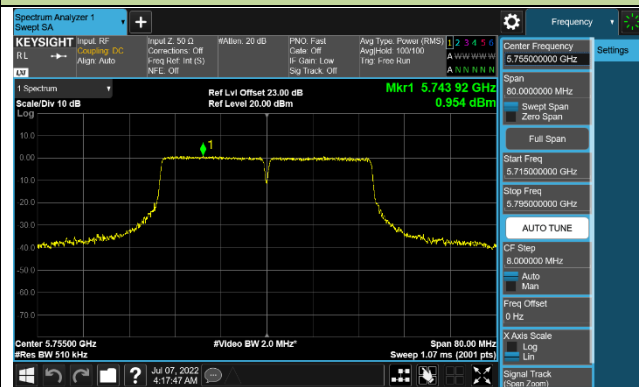 Spectrum Analyzer 1
Swept SA
+
Frequency
KEYSIGHT
RL
LXI
Input: RF
Coupling: DC
Align: Auto
Input Z: 50 Ω
Corrections: Off
Freq Ref: Int (S)
NFE: Off
#Atten: 20 dB
PNO: Fast
Gate: Off
IF Gain: Low
Sig Track: Off
Avg Type: Power (RMS)
Avg|Hold: 100/100
Trig: Free Run
1 2 3 4 5 6
A W W W W W
A N N N N N
1 Spectrum
Scale/Div 10 dB
Log
Ref Lvl Offset 23.00 dB
Ref Level 20.00 dBm
Mkr1 5.743 92 GHz
0.954 dBm
1
10.0
0.00
-10.0
-20.0
-30.0
-40.0
-50.0
-60.0
-70.0
Center 5.75500 GHz
#Res BW 510 kHz
#Video BW 2.0 MHz*
Span 80.00 MHz
Sweep 1.07 ms (2001 pts)
Jul 07, 2022
4:17:47 AM
?
Center Frequency
5.755000000 GHz
Settings
Span
80.0000000 MHz
Swept Span
Zero Span
Full Span
Start Freq
5.715000000 GHz
Stop Freq
5.795000000 GHz
AUTO TUNE
CF Step
8.000000 MHz
Auto
Man
Freq Offset
0 Hz
X Axis Scale
Log
Lin
Signal Track
(Span Zoom)